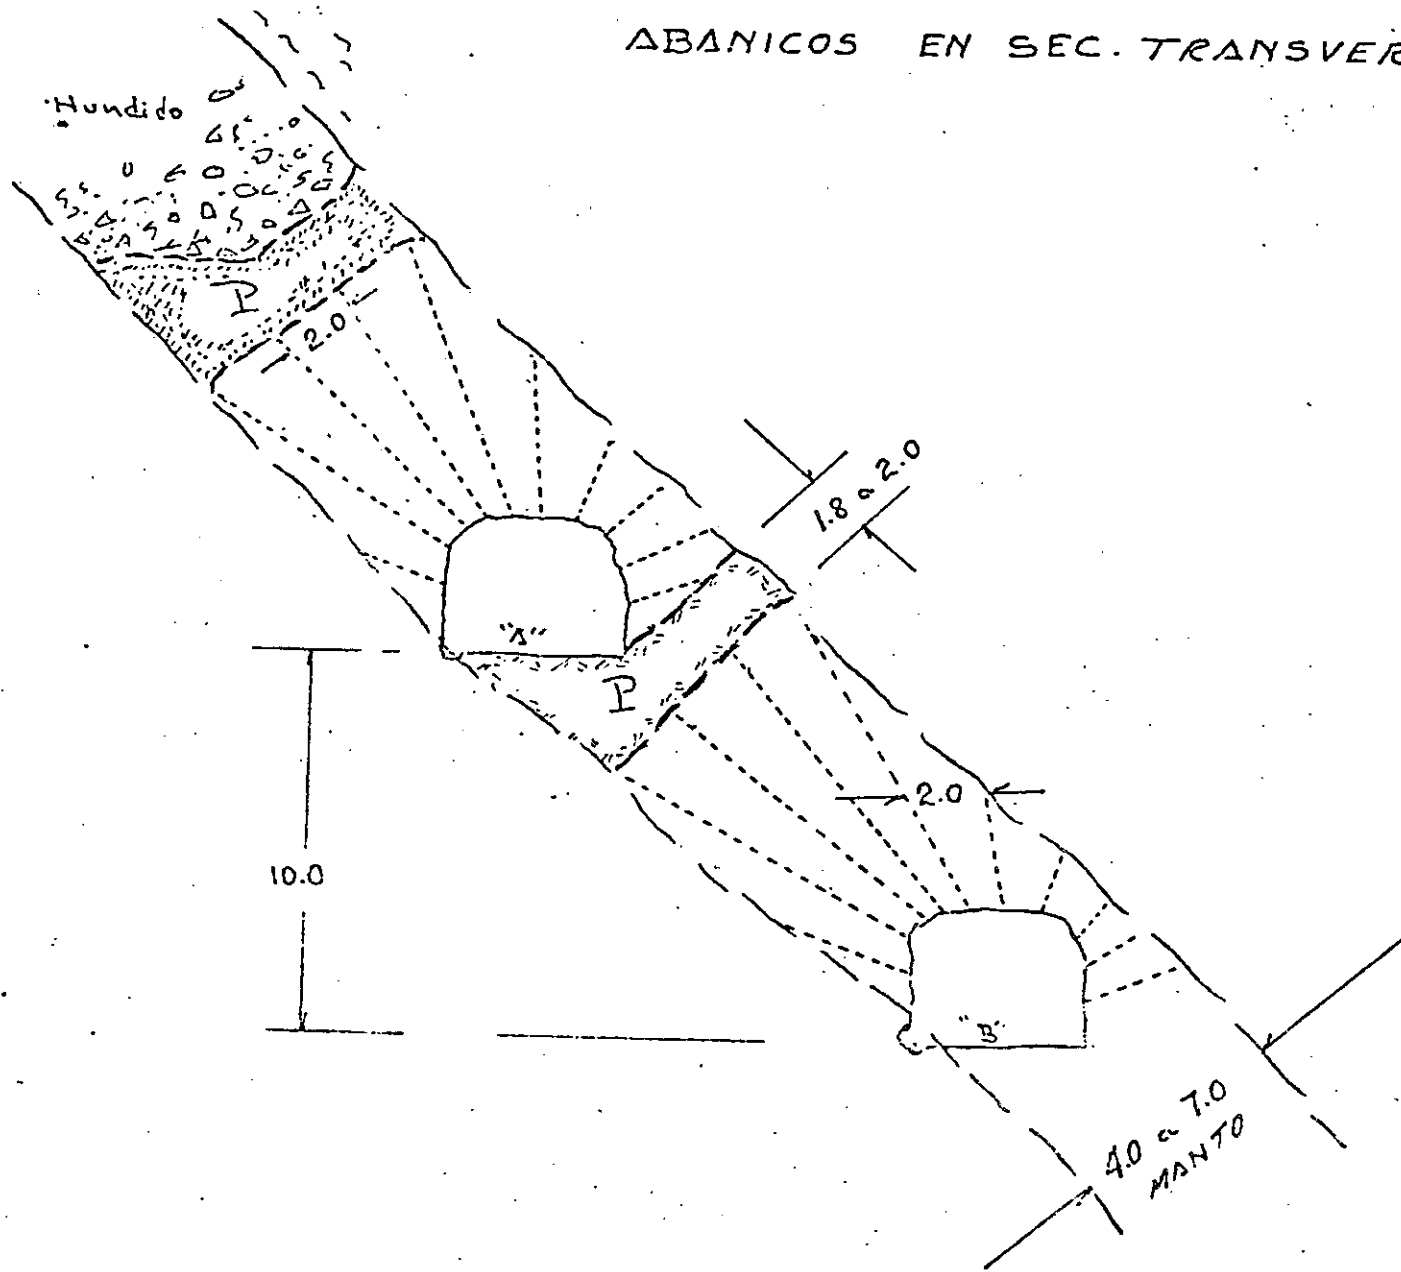 ABANICOS EN SEC. TRANSVER
Hundido
P
2.0
1.8 a 2.0
"A"
P
2.0
10.0
"B"
4.0 a 7.0
MANTO